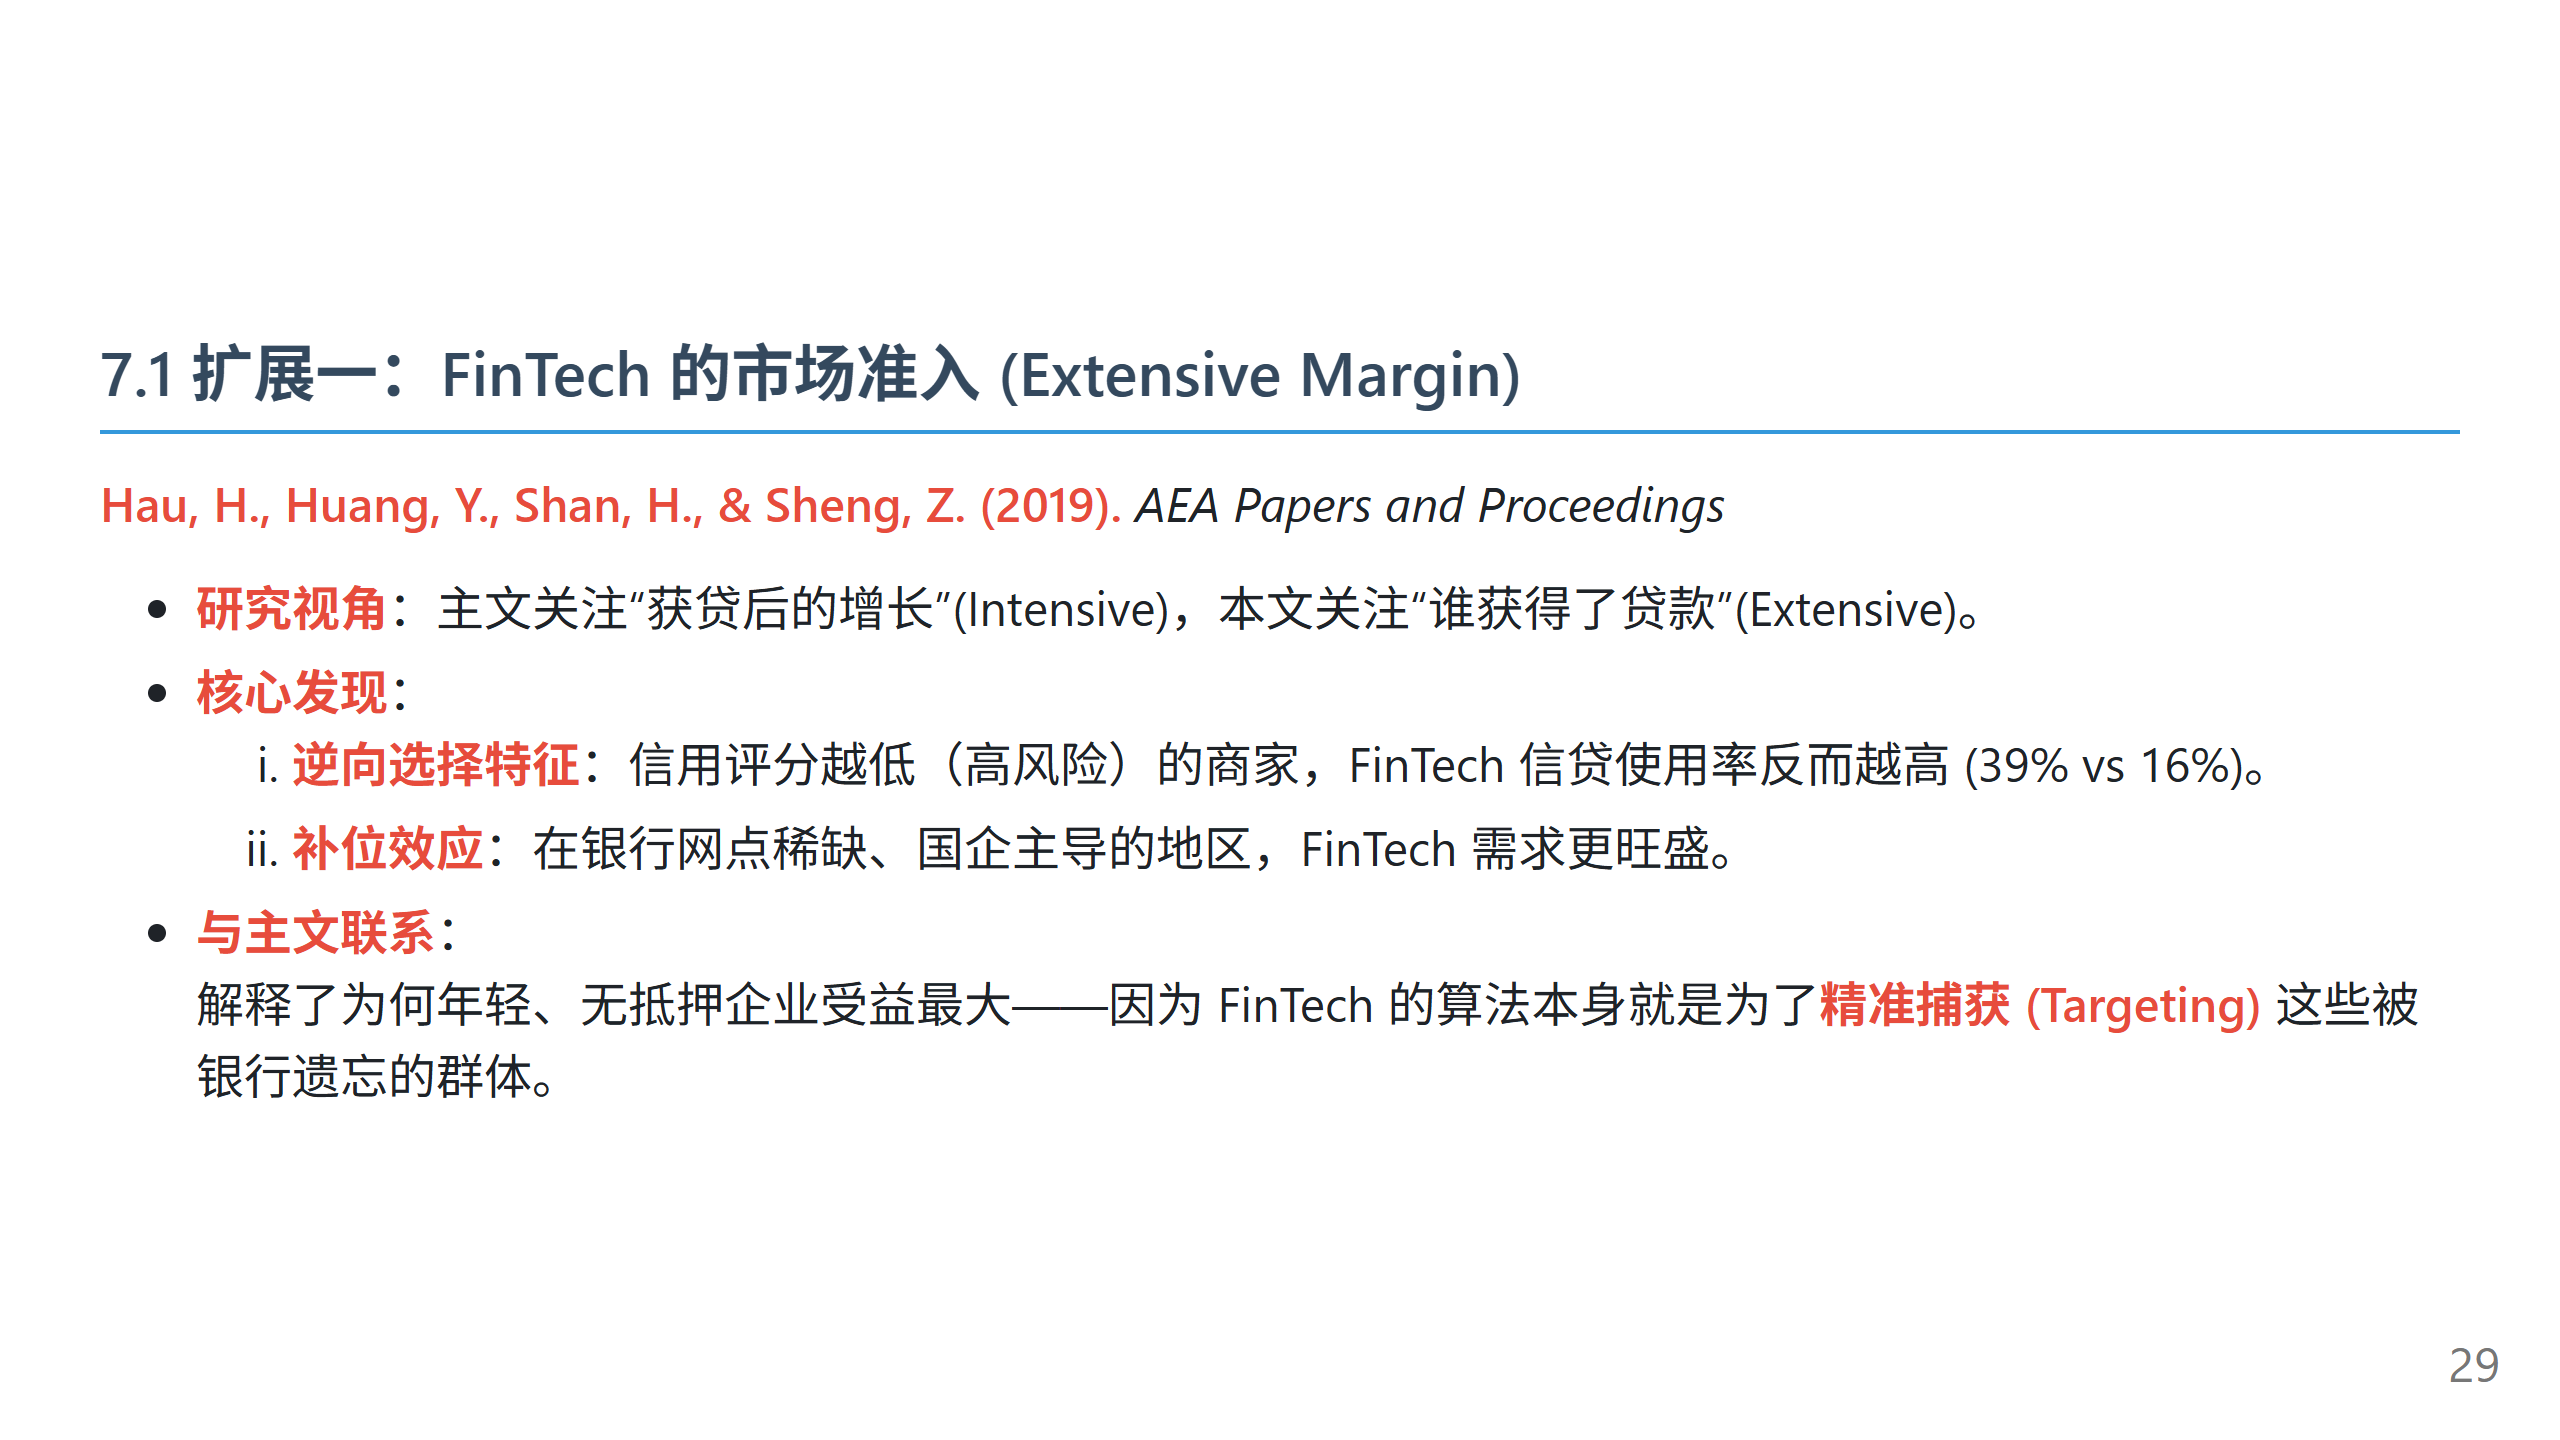 7.1 扩展一：FinTech 的市场准入 (Extensive Margin)
Hau, H., Huang, Y., Shan, H., & Sheng, Z. (2019). AEA Papers and Proceedings
• 研究视角：主文关注“获贷后的增长”(Intensive)，本文关注“谁获得了贷款”(Extensive)。
• 核心发现：
i. 逆向选择特征：信用评分越低（高风险）的商家，FinTech 信贷使用率反而越高 (39% vs 16%)。
ii. 补位效应：在银行网点稀缺、国企主导的地区，FinTech 需求更旺盛。
• 与主文联系：
解释了为何年轻、无抵押企业受益最大——因为 FinTech 的算法本身就是为了精准捕获 (Targeting) 这些被
银行遗忘的群体。
29